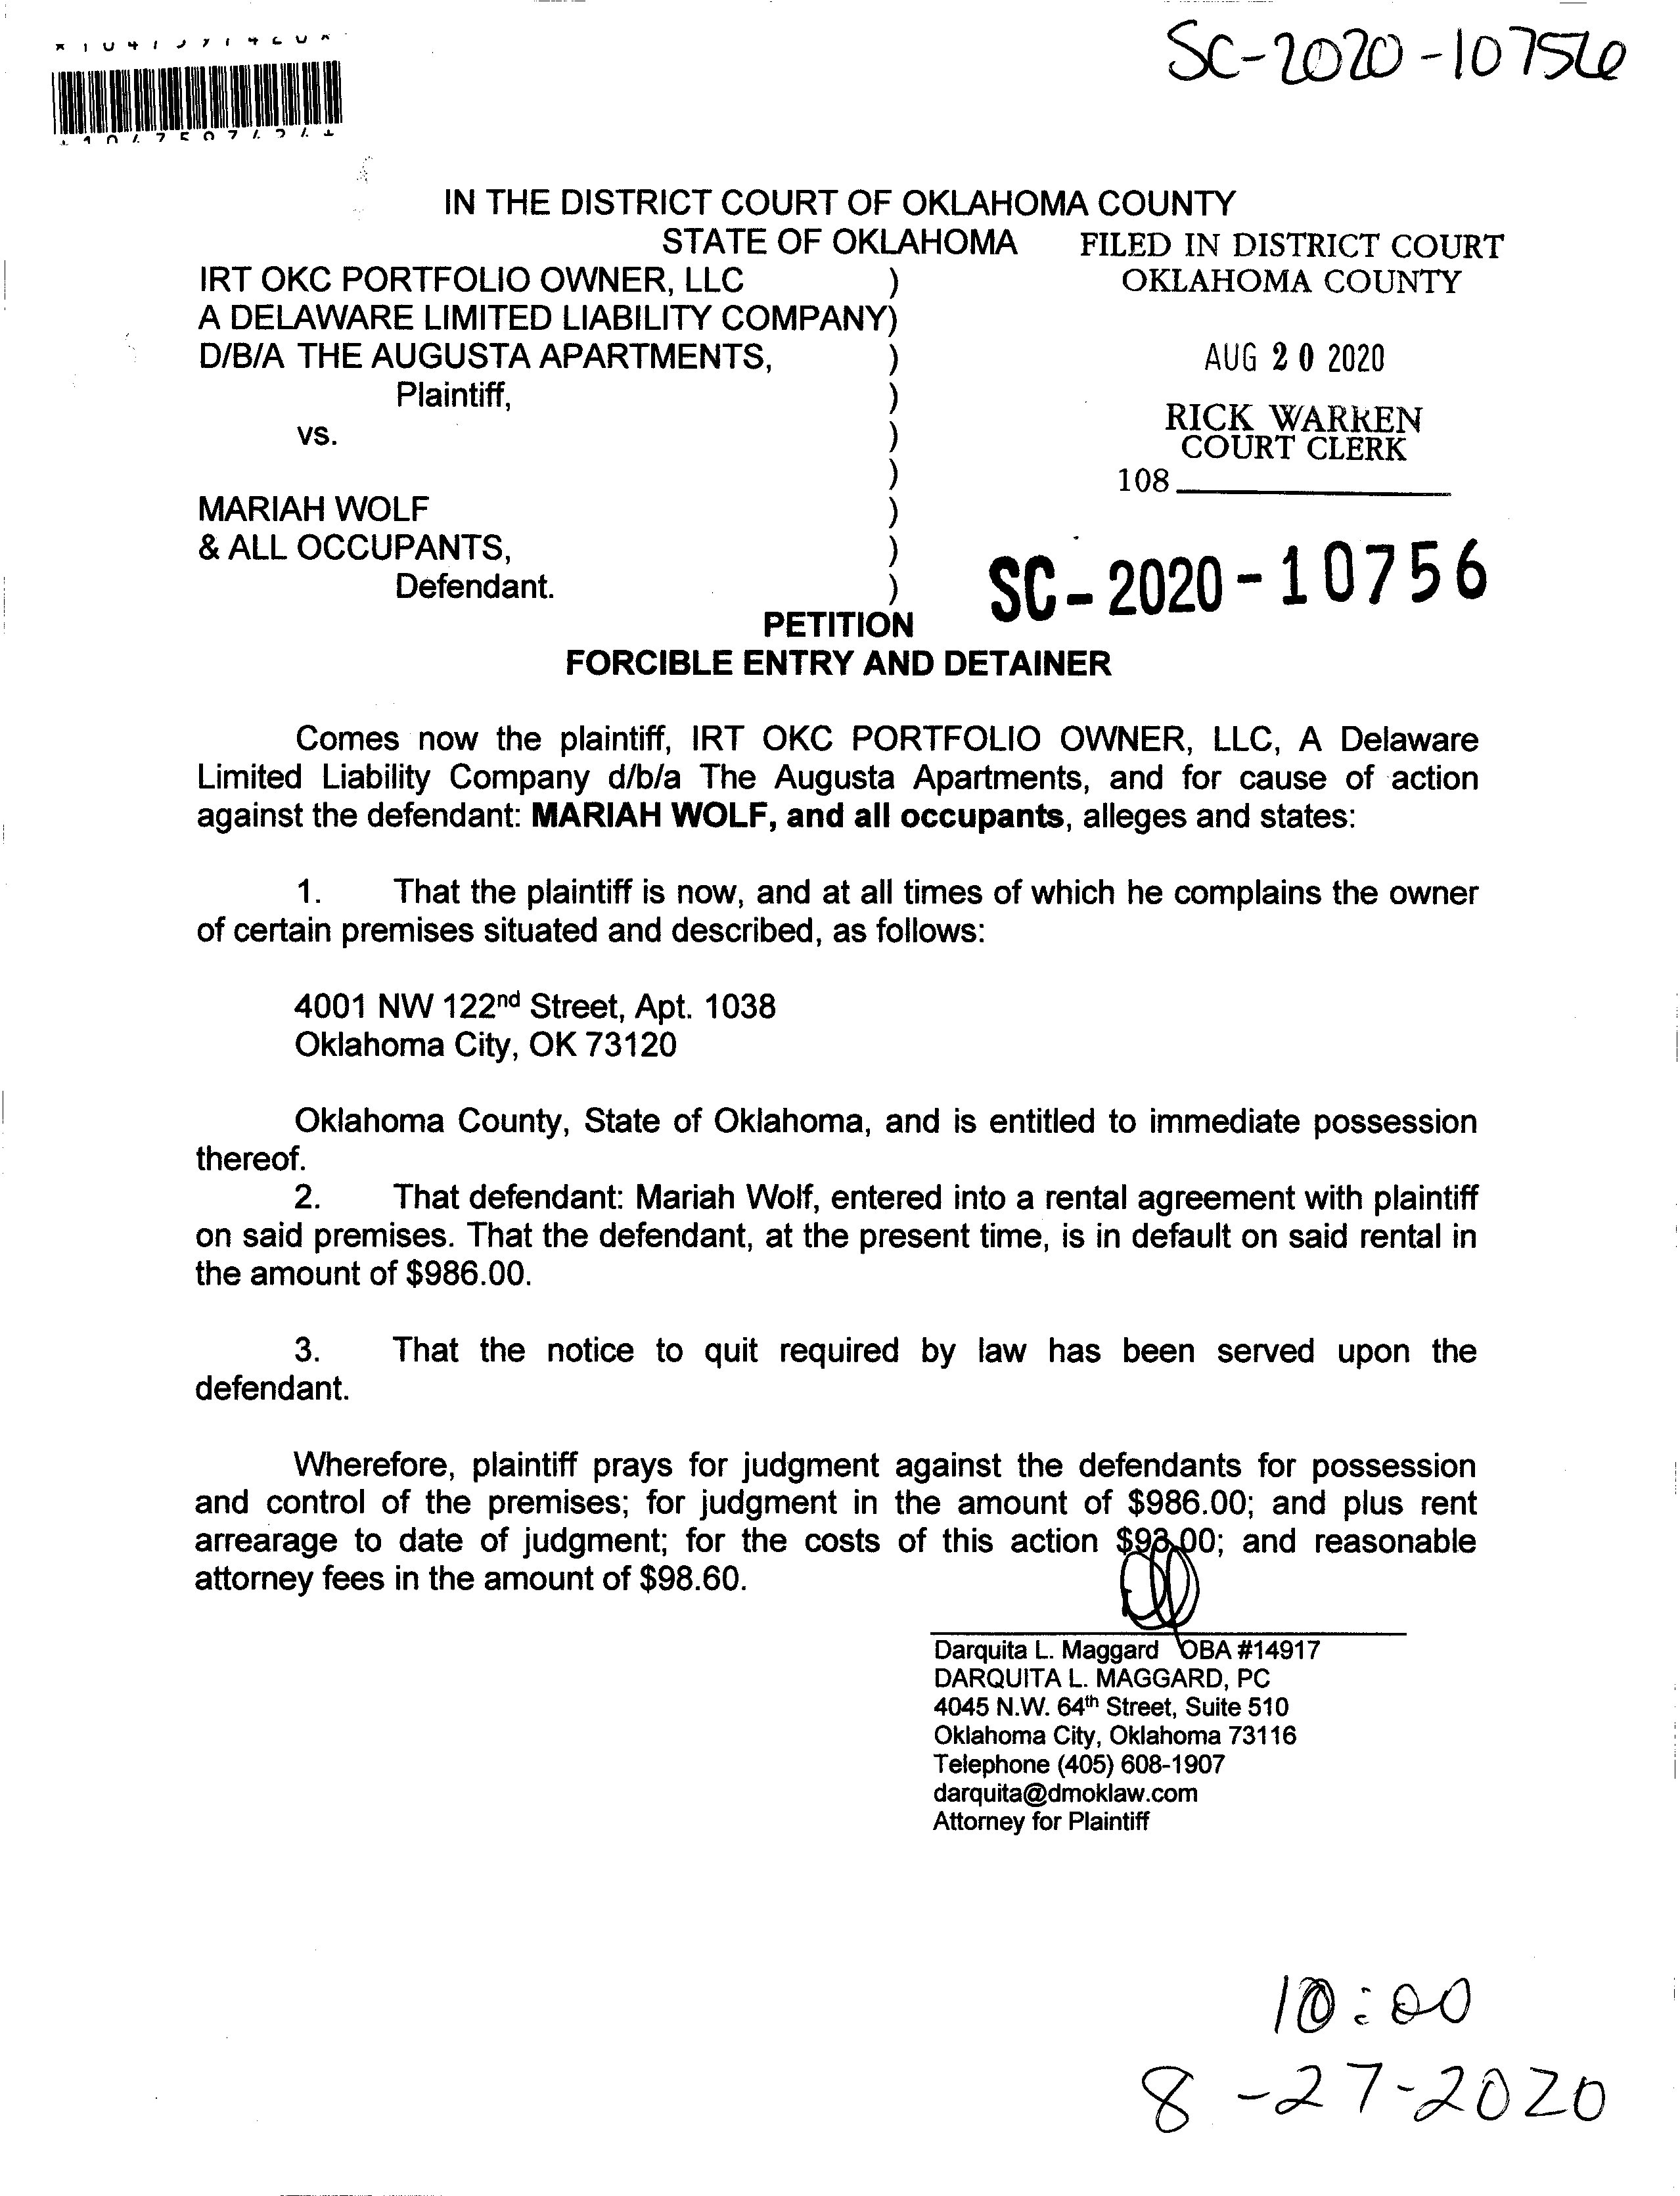 SC-2020-10756
IN THE DISTRICT COURT OF OKLAHOMA COUNTY
STATE OF OKLAHOMA
FILED IN DISTRICT COURT
OKLAHOMA COUNTY
AUG 20 2020
RICK WARREN
COURT CLERK
108
IRT OKC PORTFOLIO OWNER, LLC )
A DELAWARE LIMITED LIABILITY COMPANY)
D/B/A THE AUGUSTA APARTMENTS, )
Plaintiff, )
vs. )
)
MARIAH WOLF )
& ALL OCCUPANTS, )
Defendant. )
SC-2020-10756
PETITION
FORCIBLE ENTRY AND DETAINER
Comes now the plaintiff, IRT OKC PORTFOLIO OWNER, LLC, A Delaware
Limited Liability Company d/b/a The Augusta Apartments, and for cause of action
against the defendant: MARIAH WOLF, and all occupants, alleges and states:
1. That the plaintiff is now, and at all times of which he complains the owner
of certain premises situated and described, as follows:
4001 NW 122nd Street, Apt. 1038
Oklahoma City, OK 73120
Oklahoma County, State of Oklahoma, and is entitled to immediate possession
thereof.
2. That defendant: Mariah Wolf, entered into a rental agreement with plaintiff
on said premises. That the defendant, at the present time, is in default on said rental in
the amount of $986.00.
3. That the notice to quit required by law has been served upon the
defendant.
Wherefore, plaintiff prays for judgment against the defendants for possession
and control of the premises; for judgment in the amount of $986.00; and plus rent
arrearage to date of judgment; for the costs of this action and reasonable
attorney fees in the amount of $98.60.
Darquita L. Maggard OBA #14917
DARQUITA L. MAGGARD, PC
4045 N.W. 64th Street, Suite 510
Oklahoma City, Oklahoma 73116
Telephone (405) 608-1907
darquita@dmoklaw.com
Attorney for Plaintiff
10:00
8-27-2020